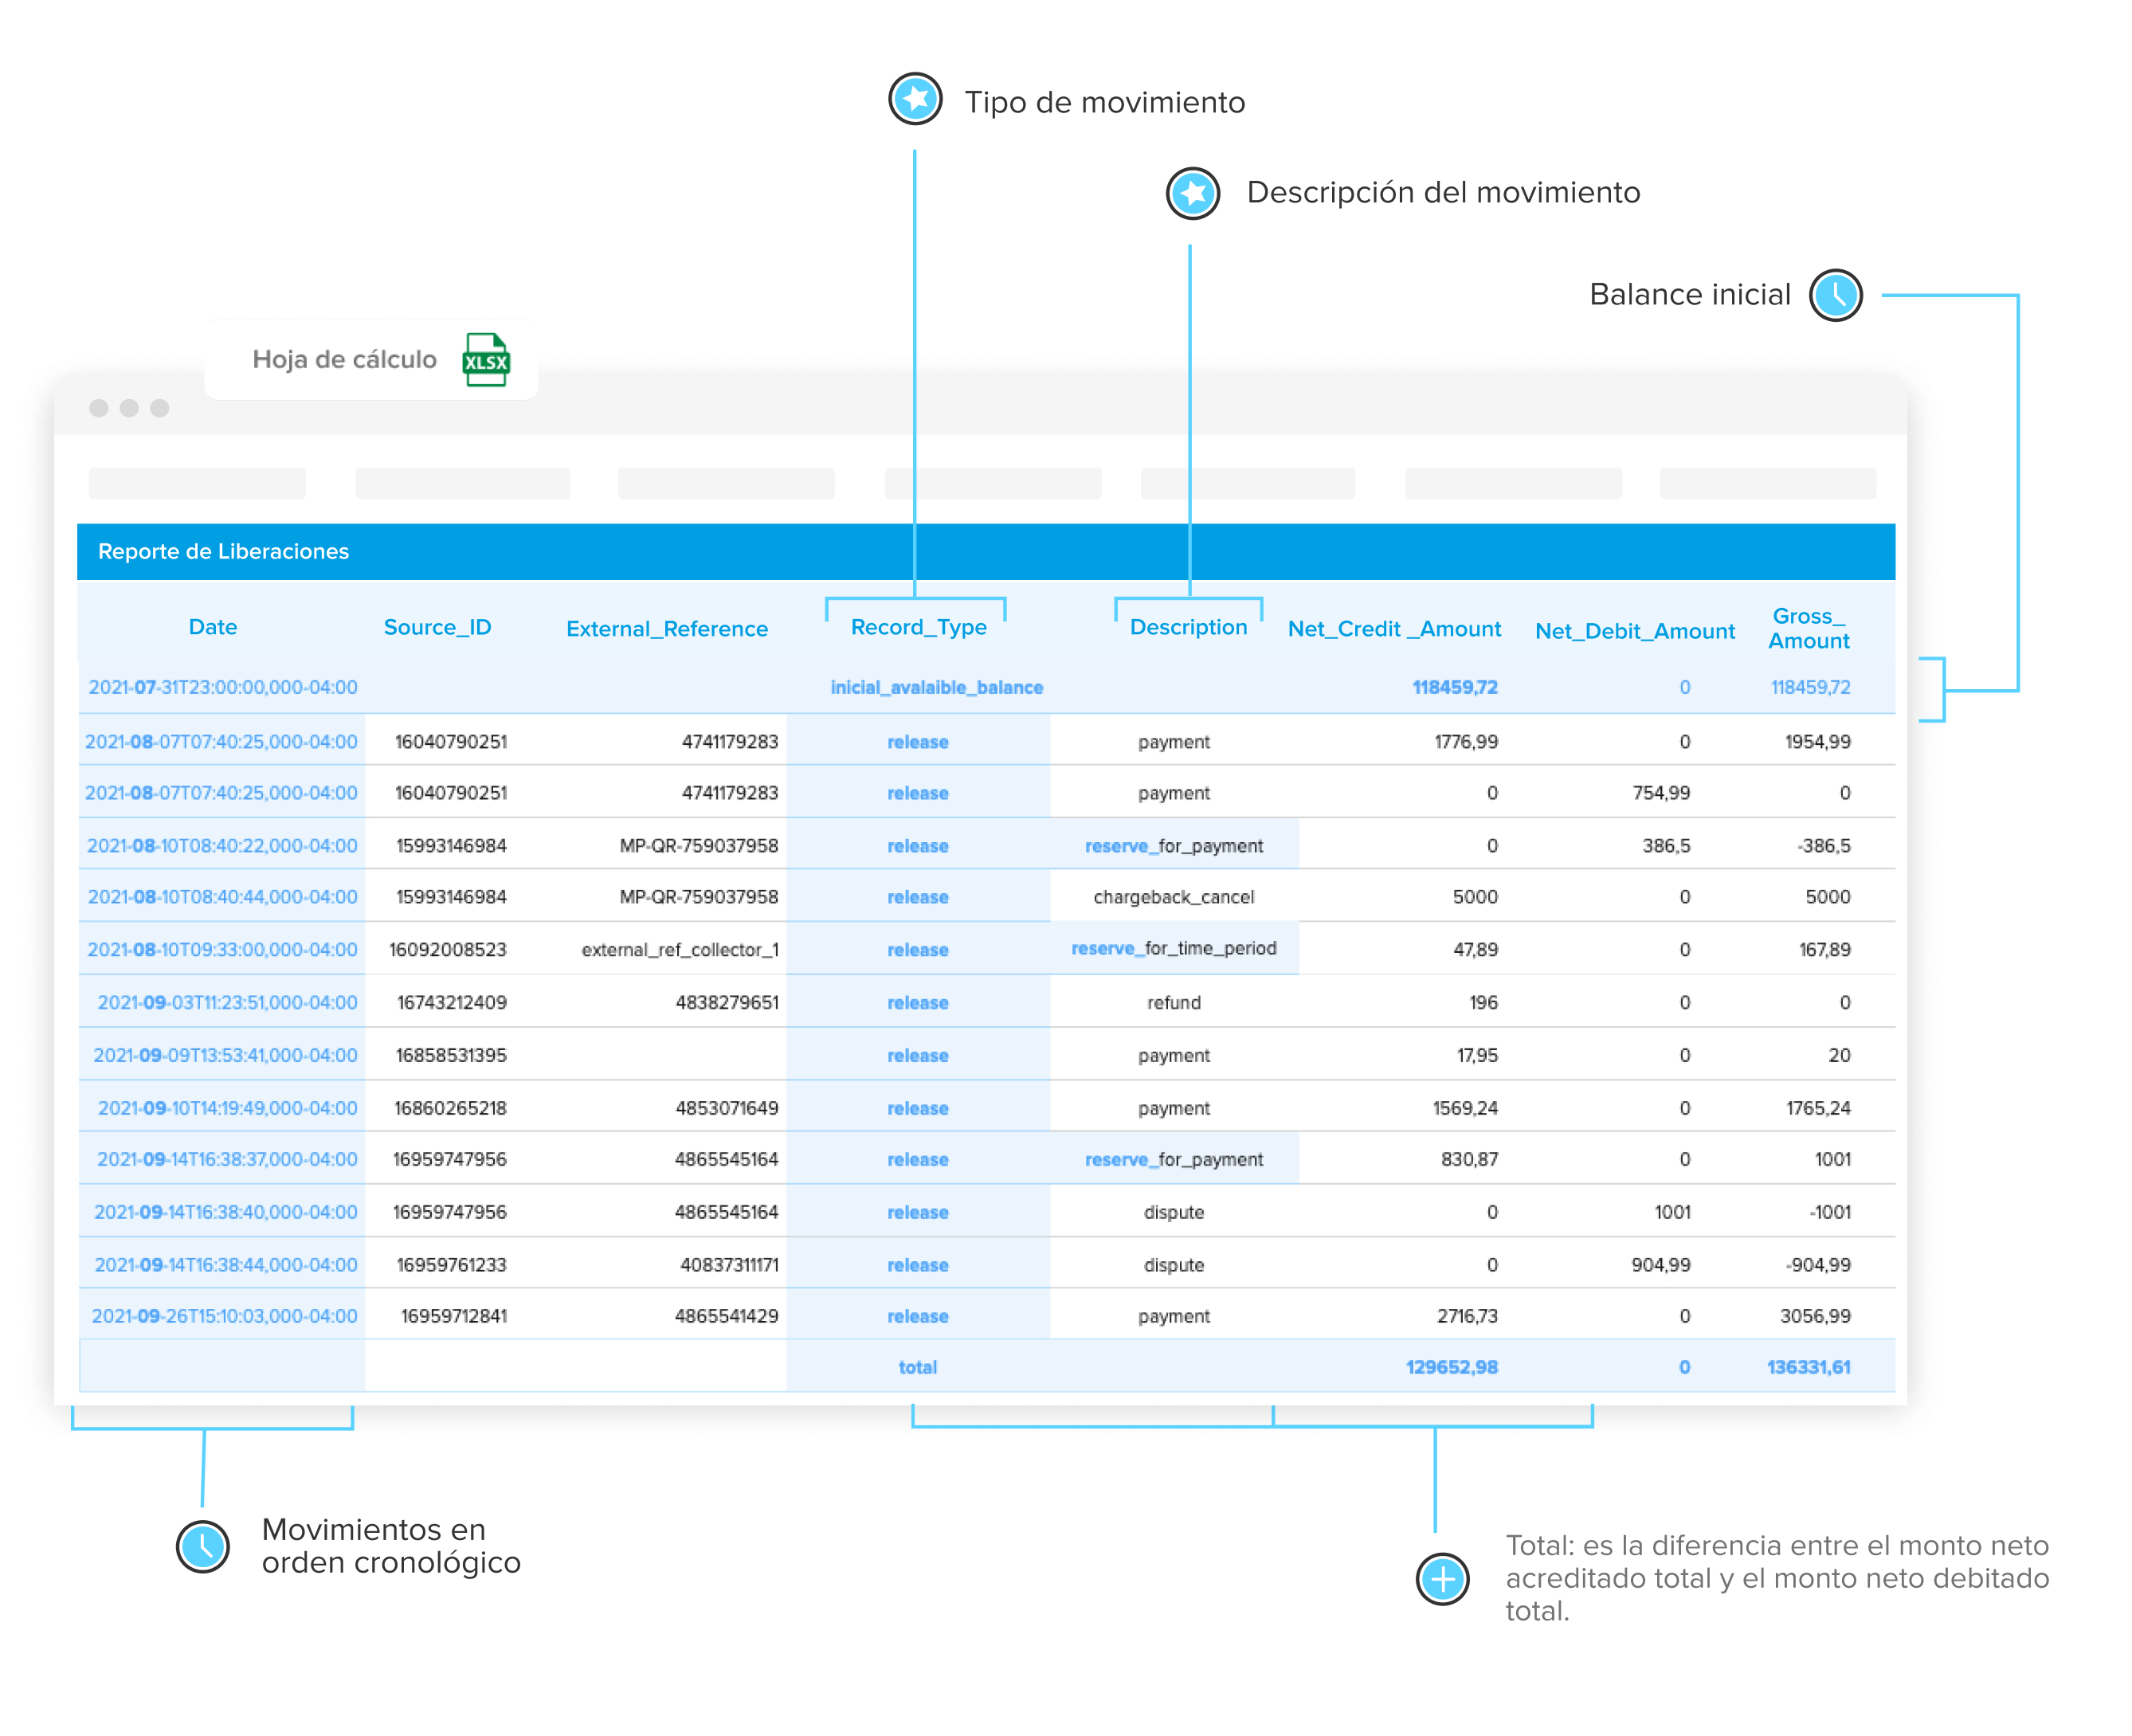 Tipo de movimiento
Descripción del movimiento
Balance inicial
Hoja de cálculo XLSX
Reporte de Liberaciones
Date Source_ID External_Reference Record_Type Description Net_Credit _Amount Net_Debit_Amount Gross_
Amount
2021-07-31T23:00:00,000-04:00 inicial_avalaible_balance 118459,72 0 118459,72
2021-08-07T07:40:25,000-04:00 16040790251 4741179283 release payment 1776,99 0 1954,99
2021-08-07T07:40:25,000-04:00 16040790251 4741179283 release payment 0 754,99 0
2021-08-10T08:40:22,000-04:00 15993146984 MP-QR-759037958 release reserve_for_payment 0 386,5 -386,5
2021-08-10T08:40:44,000-04:00 15993146984 MP-QR-759037958 release chargeback_cancel 5000 0 5000
2021-08-10T09:33:00,000-04:00 16092008523 external_ref_collector_1 release reserve_for_time_period 47,89 0 167,89
2021-09-03T11:23:51,000-04:00 16743212409 4838279651 release refund 196 0 0
2021-09-09T13:53:41,000-04:00 16858531395 release payment 17,95 0 20
2021-09-10T14:19:49,000-04:00 16860265218 4853071649 release payment 1569,24 0 1765,24
2021-09-14T16:38:37,000-04:00 16959747956 4865545164 release reserve_for_payment 830,87 0 1001
2021-09-14T16:38:40,000-04:00 16959747956 4865545164 release dispute 0 1001 -1001
2021-09-14T16:38:44,000-04:00 16959761233 40837311171 release dispute 0 904,99 -904,99
2021-09-26T15:10:03,000-04:00 16959712841 4865541429 release payment 2716,73 0 3056,99
total 129652,98 0 136331,61
Movimientos en
orden cronológico
Total: es la diferencia entre el monto neto
acreditado total y el monto neto debitado
total.